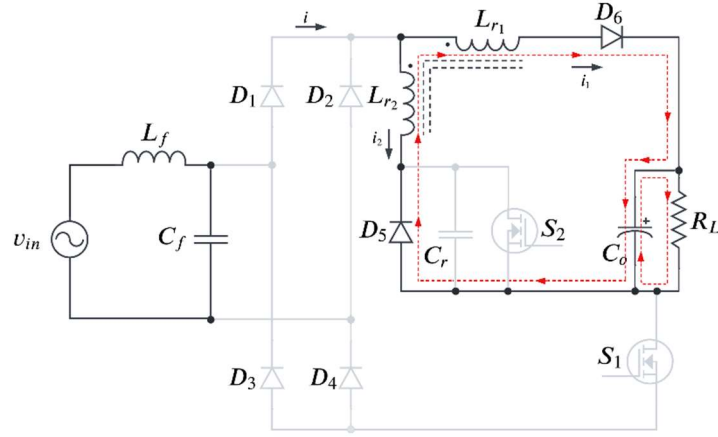 i
L_{r_1}
D_6
D_1
D_2
L_{r_2}
i_1
L_f
i_2
v_{in}
C_f
D_5
C_r
S_2
C_o
+
R_L
D_3
D_4
S_1